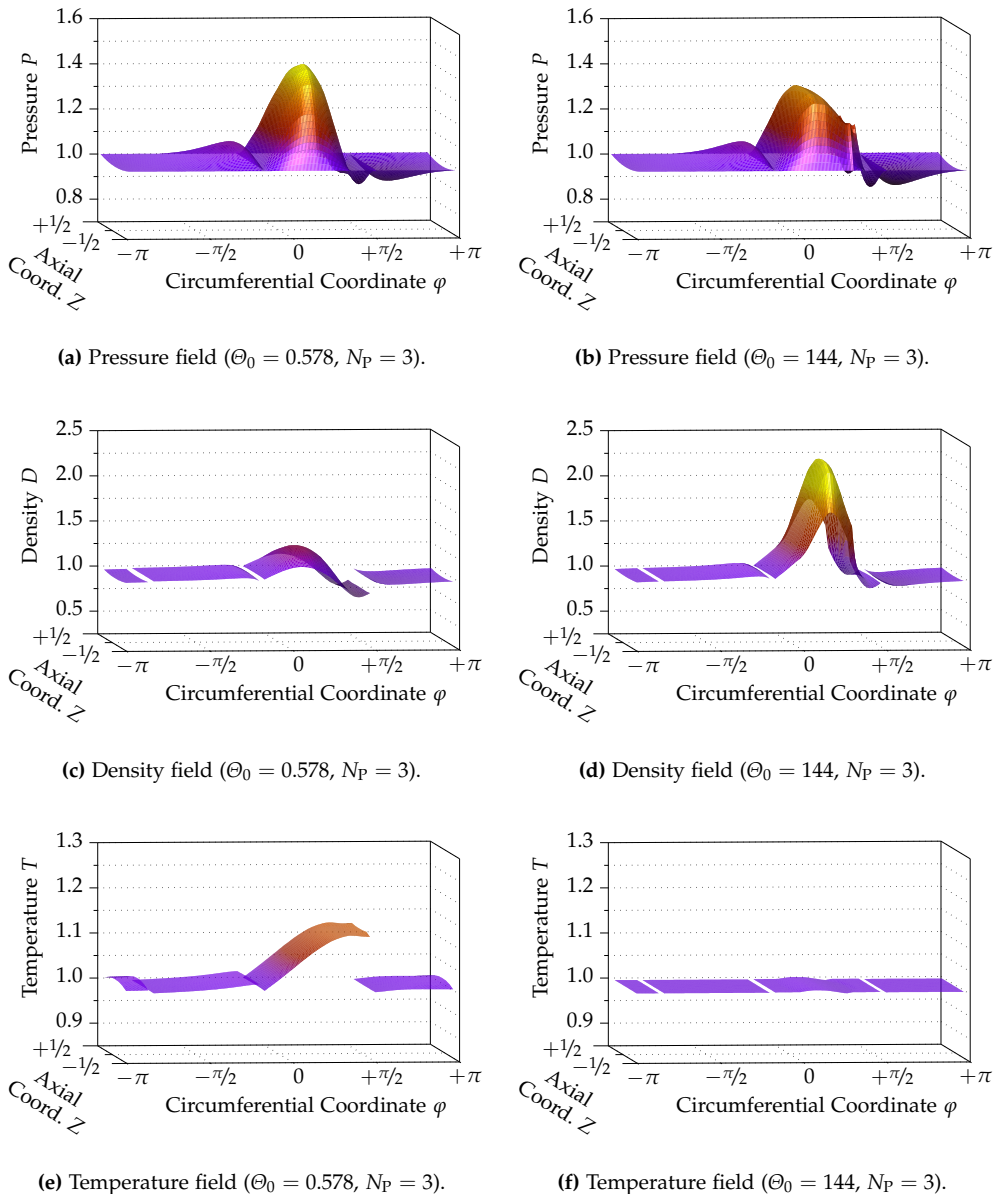 1.6
1.4
1.2
1.0
0.8
Pressure P
+1/2
−1/2
Axial
Coord. Z
−π
−π/2
0
+π/2
+π
Circumferential Coordinate φ
(a) Pressure field (Θ0 = 0.578, NP = 3).
1.6
1.4
1.2
1.0
0.8
Pressure P
+1/2
−1/2
Axial
Coord. Z
−π
−π/2
0
+π/2
+π
Circumferential Coordinate φ
(b) Pressure field (Θ0 = 144, NP = 3).
2.5
2.0
1.5
1.0
0.5
Density D
+1/2
−1/2
Axial
Coord. Z
−π
−π/2
0
+π/2
+π
Circumferential Coordinate φ
(c) Density field (Θ0 = 0.578, NP = 3).
2.5
2.0
1.5
1.0
0.5
Density D
+1/2
−1/2
Axial
Coord. Z
−π
−π/2
0
+π/2
+π
Circumferential Coordinate φ
(d) Density field (Θ0 = 144, NP = 3).
1.3
1.2
1.1
1.0
0.9
Temperature T
+1/2
−1/2
Axial
Coord. Z
−π
−π/2
0
+π/2
+π
Circumferential Coordinate φ
(e) Temperature field (Θ0 = 0.578, NP = 3).
1.3
1.2
1.1
1.0
0.9
Temperature T
+1/2
−1/2
Axial
Coord. Z
−π
−π/2
0
+π/2
+π
Circumferential Coordinate φ
(f) Temperature field (Θ0 = 144, NP = 3).